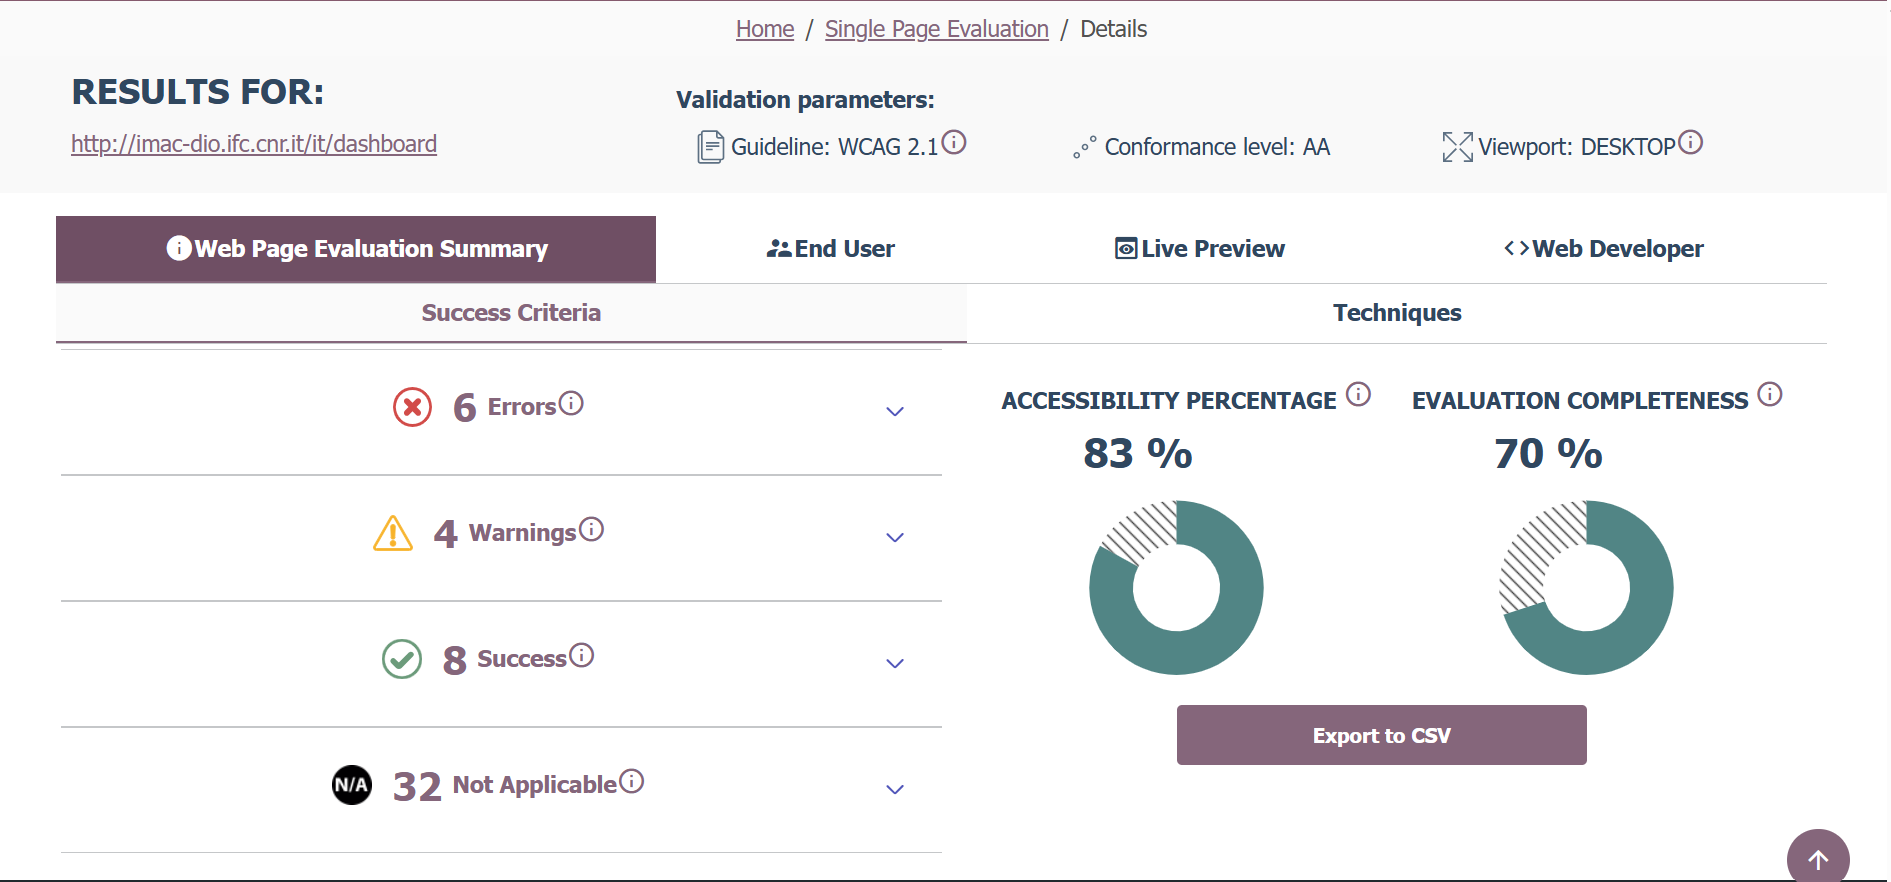 Home / Single Page Evaluation / Details
RESULTS FOR:
http://imac-dio.ifc.cnr.it/it/dashboard
Validation parameters:
Guideline: WCAG 2.1
Conformance level: AA
Viewport: DESKTOP
Web Page Evaluation Summary
End User
Live Preview
Web Developer
Success Criteria
Techniques
6 Errors
4 Warnings
8 Success
N/A 32 Not Applicable
ACCESSIBILITY PERCENTAGE
83 %
EVALUATION COMPLETENESS
70 %
Export to CSV